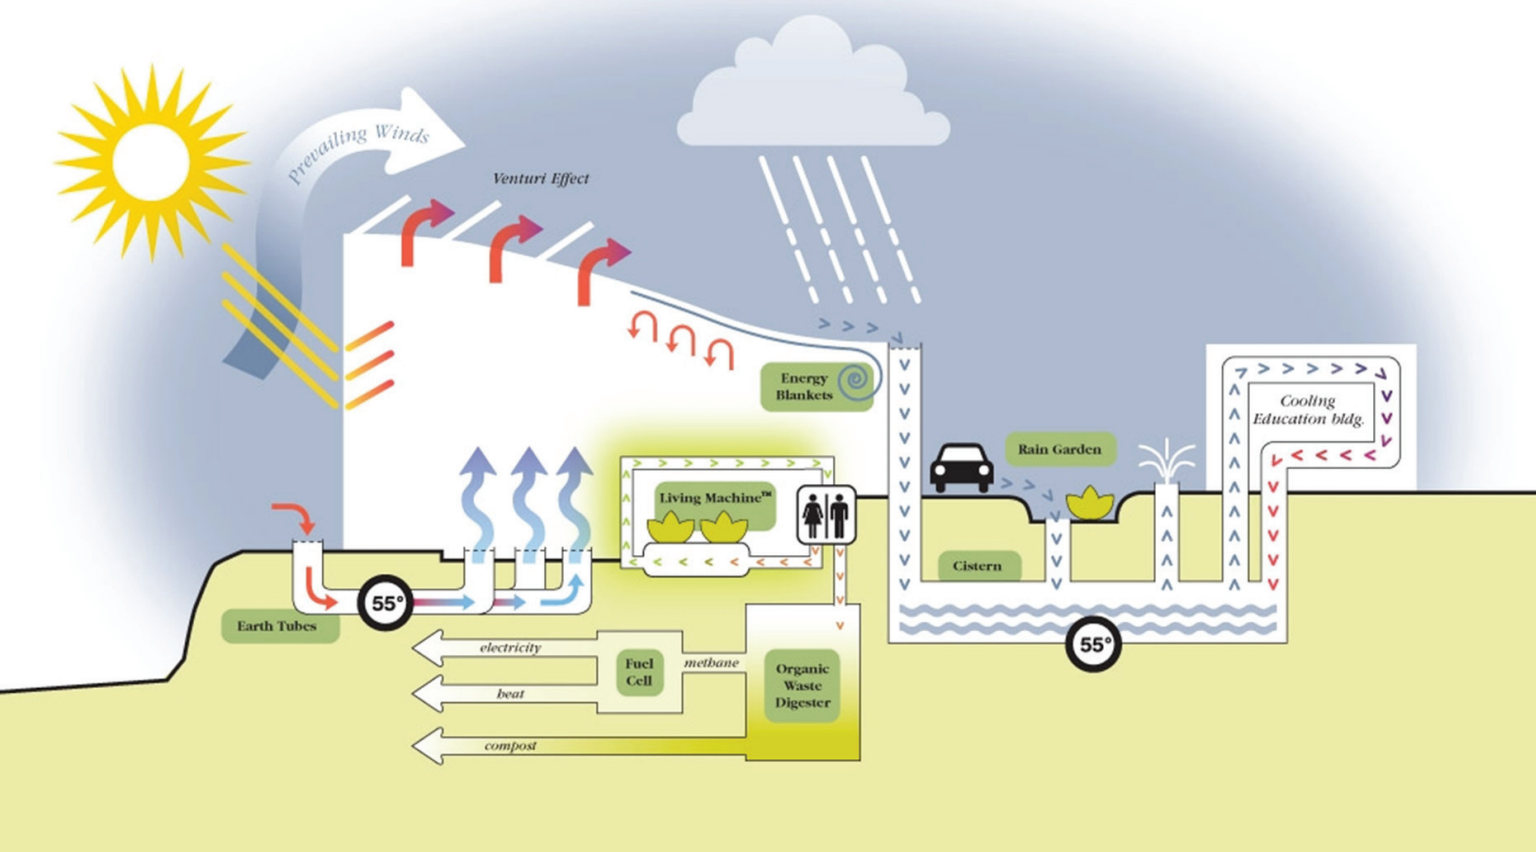 Prevailing Winds
Venturi Effect
Energy
Blankets
Cooling
Education bldg.
Rain Garden
Living Machine™
Cistern
55°
Earth Tubes
55°
electricity
Fuel
Cell
methane
heat
Organic
Waste
Digester
compost